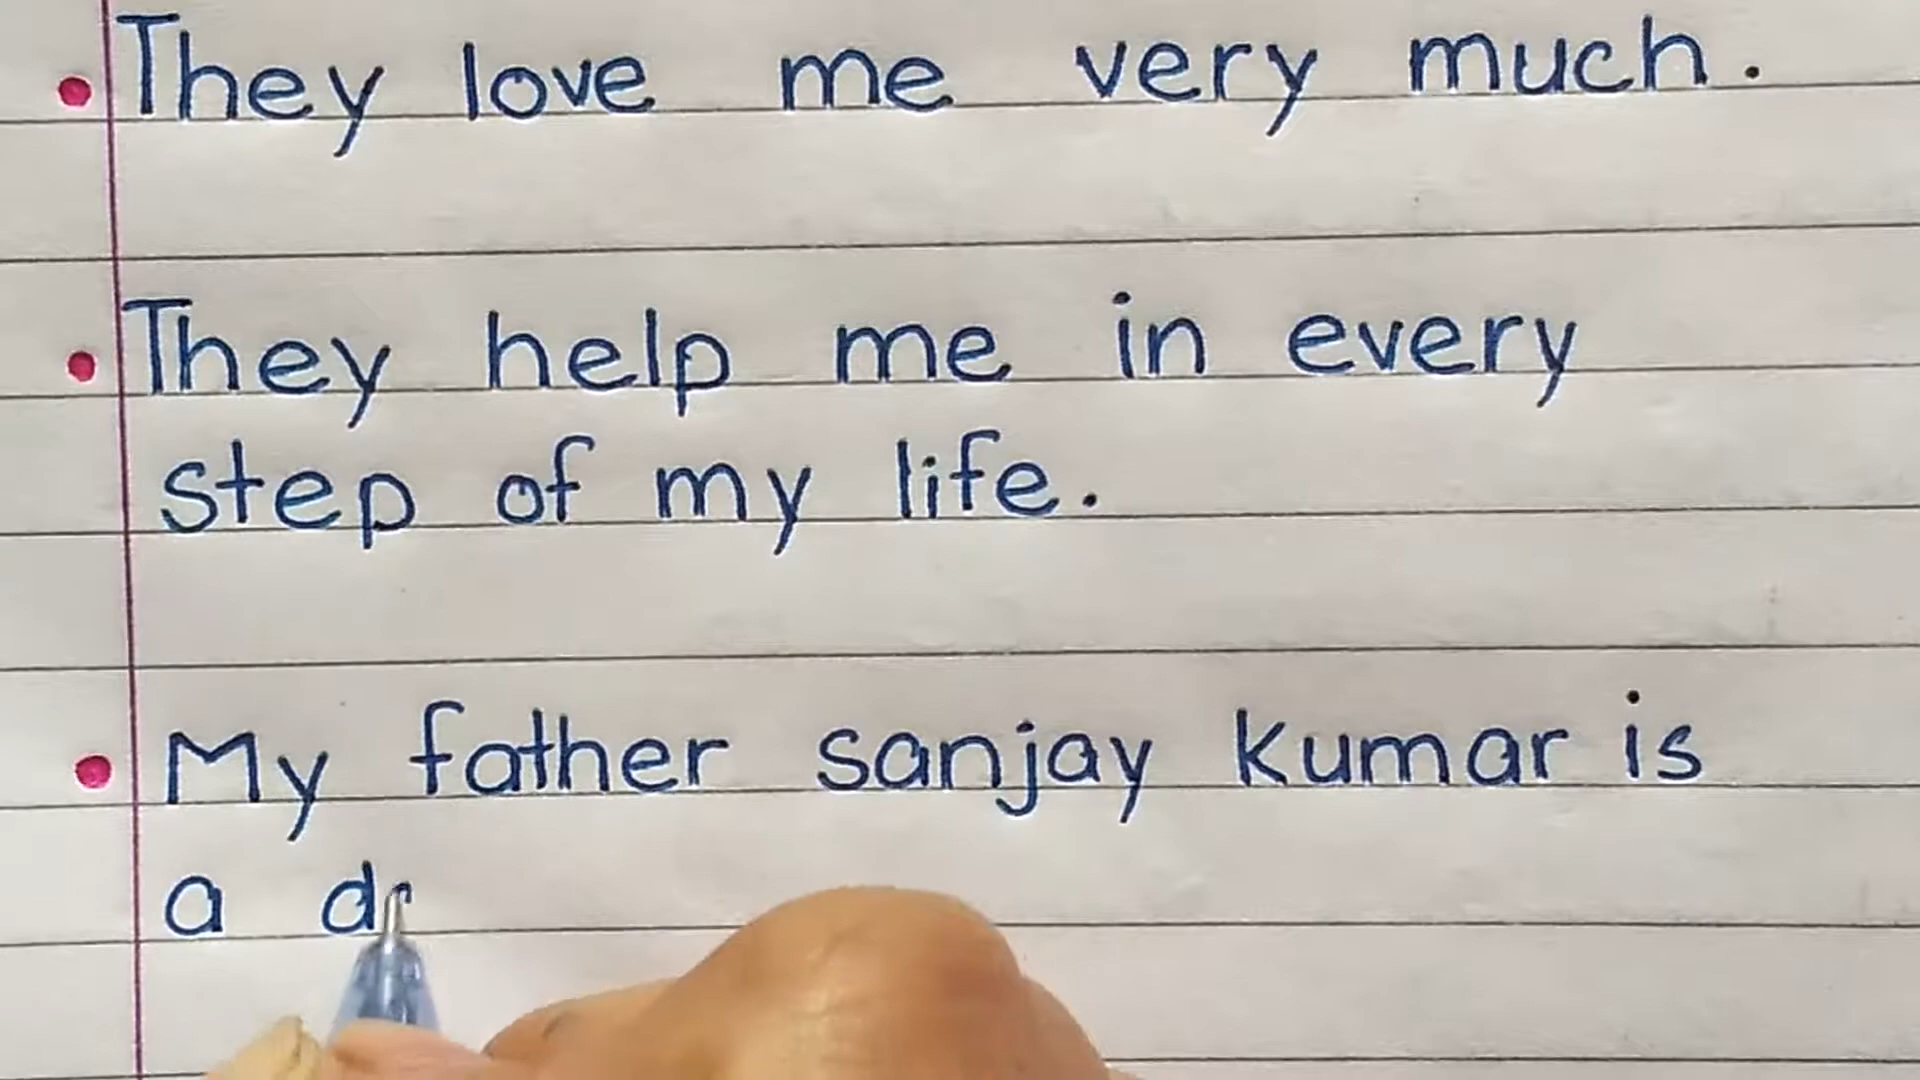 They love me very much.
They help me in every
step of my life.
My father sanjay kumar is
a